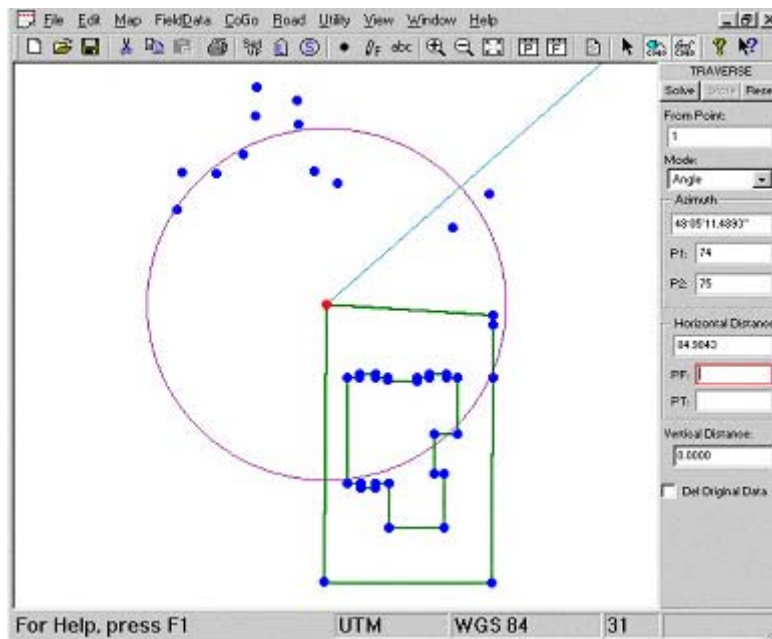 File Edit Map FieldData CoGo Road Utility View Window Help
abc
TRAVERSE
Solve Rese
From Point:
1
Mode:
Angle
Azimuth
48°05'11.4893"
P1: 74
P2: 75
Horizontal Distance
84.9843
PF:
PT:
Vertical Distance:
0.0000
Del Original Data
For Help, press F1 UTM WGS 84 31